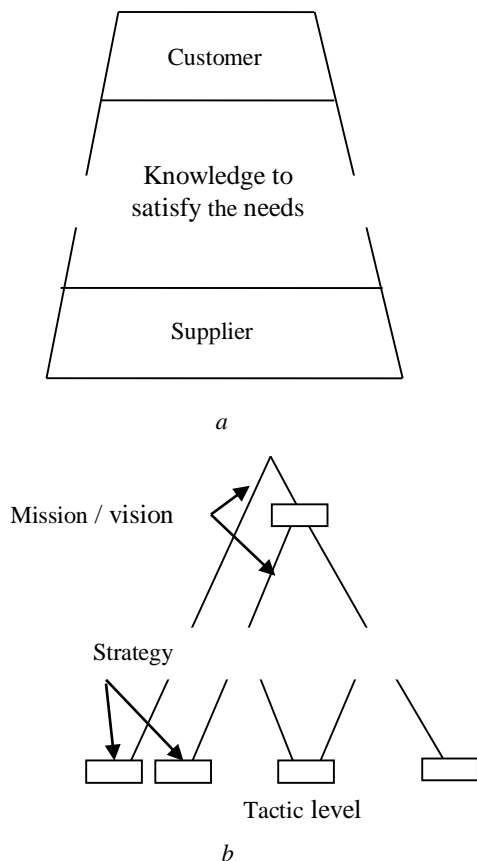 Customer
Knowledge to
satisfy the needs
Supplier
a
Mission / vision
Strategy
Tactic level
b